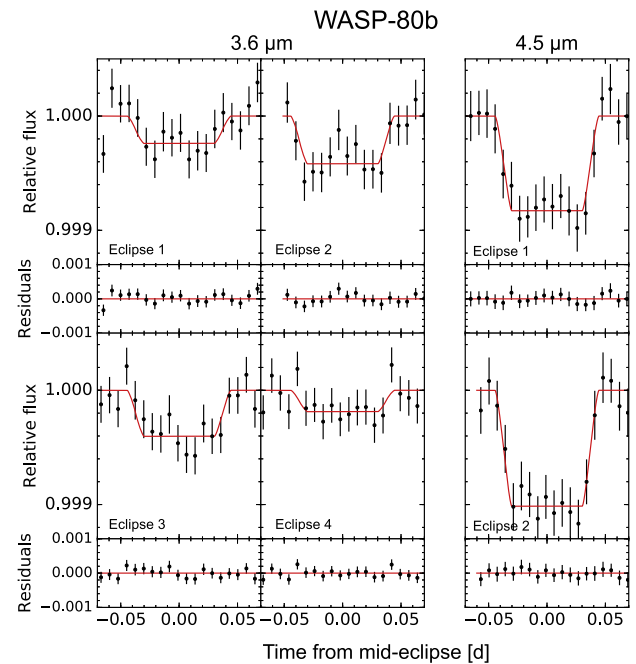 WASP-80b
3.6 μm 4.5 μm
1.000
Relative flux
0.999
Eclipse 1 Eclipse 2 Eclipse 1
0.001
Residuals
0.000
−0.001
1.000
Relative flux
0.999
Eclipse 3 Eclipse 4 Eclipse 2
0.001
Residuals
0.000
−0.001
−0.05 0.00 0.05 −0.05 0.00 0.05 −0.05 0.00 0.05
Time from mid-eclipse [d]